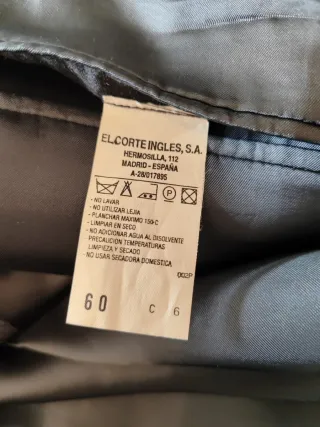 EL CORTE INGLES, S.A.
HERMOSILLA, 112
MADRID - ESPAÑA
A-28/017895
P
- NO LAVAR
- NO UTILIZAR LEJIA
- PLANCHAR MAXIMO 150·C
- LIMPIAR EN SECO
- NO ADICIONAR AGUA AL DISOLVENTE
PRECAUCION TEMPERATURAS
LIMPIEZA Y SECADO
- NO USAR SECADORA DOMESTICA
002P
60 C 6